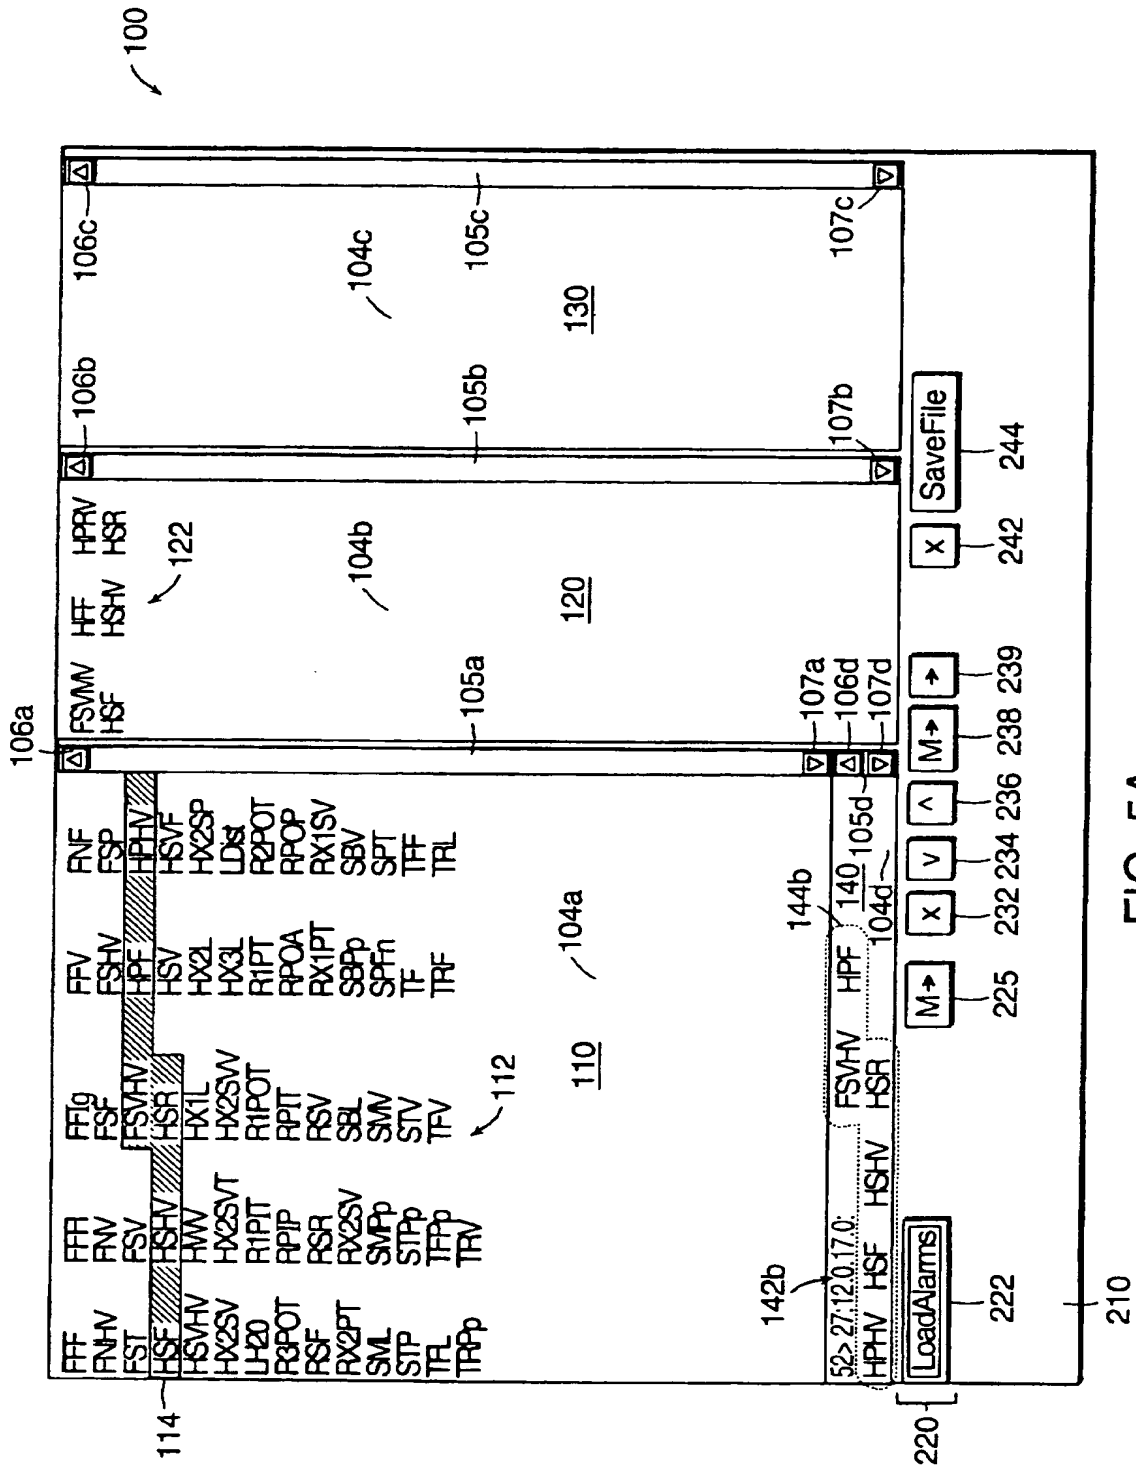 100
106a
106b
106c
FFF FFR FFIg FFV FNF
FNHV FNV FSF FSHV FSP
FST FSV FSVHV HPF HPHV
HSF HSHV HSR HSV HSVF
HSVHV HWV HX1L HX2L HX2SP
HX2SV HX2SVT HX2SVV HX3L LDist
LH20 R1PIT R1POT R1PT R2POT
R3POT RPIP RPIT RPOA RPOP
RSF RSR RSV RX1PT RX1SV
RX2PT RX2SV SBL SBPp SBV
SML SMPp SMV SPFn SPT
STP STPp STV TF TFF
TFL TFPp TFV TRF TRL
TRPp TRV
114
112
110
104a
105a
FSVMV HFF HPRV
HSF HSHV HSR
122
104b
105b
120
104c
105c
130
107a
106d
107d
107b
107c
142b
144b
140
105d
104d
52> 27:12.0.17.0: FSVHV HPF
HPHV HSF HSHV HSR
220
LoadAlarms
M→
X
V
^
M→
→
X
SaveFile
222
225
232
234
236
238
239
242
244
210
FIG. 5A